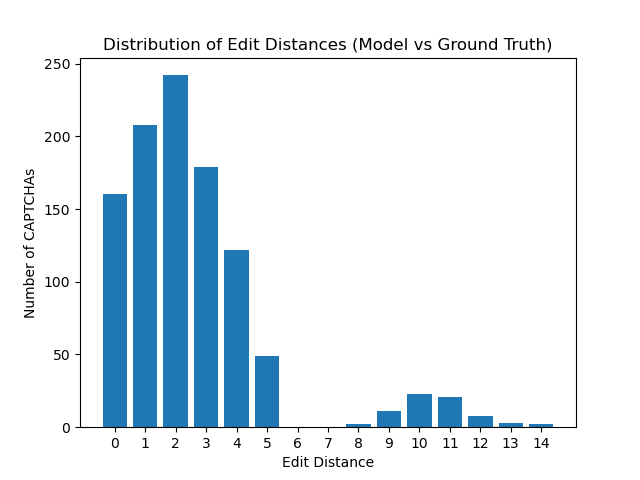 Distribution of Edit Distances (Model vs Ground Truth)
250
200
150
100
50
0
Number of CAPTCHAs
0 1 2 3 4 5 6 7 8 9 10 11 12 13 14
Edit Distance